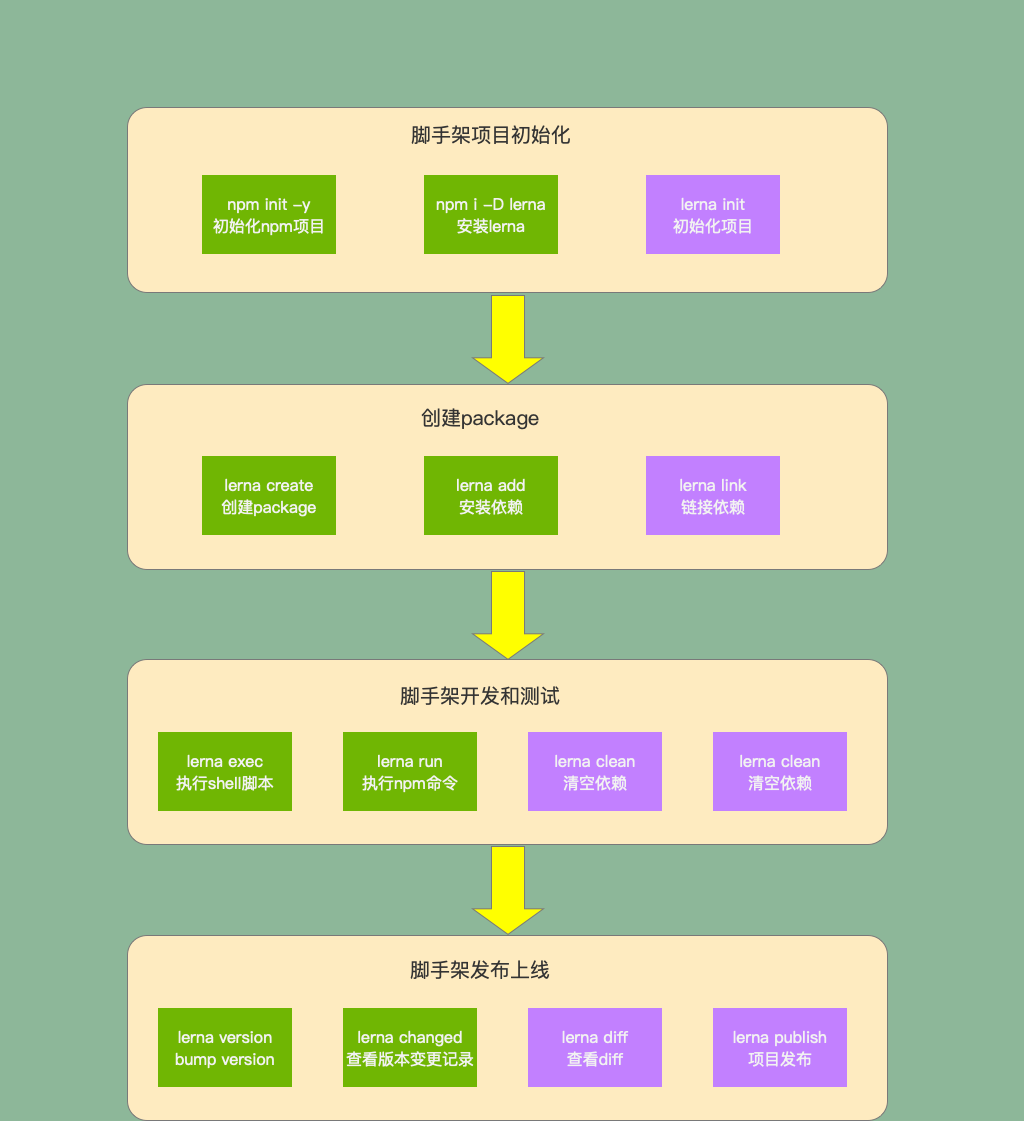 脚手架项目初始化
npm init -y
初始化npm项目
npm i -D lerna
安装lerna
lerna init
初始化项目
创建package
lerna create
创建package
lerna add
安装依赖
lerna link
链接依赖
脚手架开发和测试
lerna exec
执行shell脚本
lerna run
执行npm命令
lerna clean
清空依赖
lerna clean
清空依赖
脚手架发布上线
lerna version
bump version
lerna changed
查看版本变更记录
lerna diff
查看diff
lerna publish
项目发布